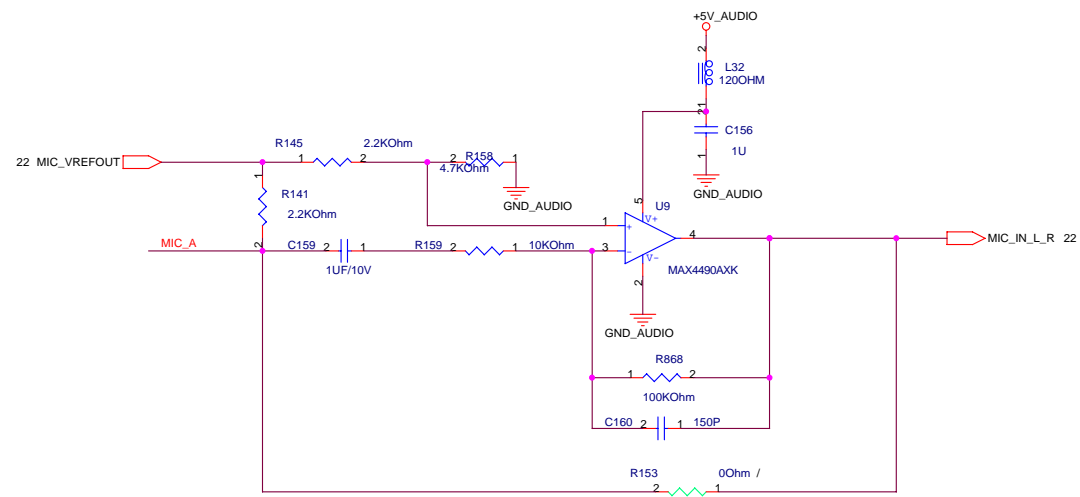 +5V_AUDIO
2
L32
120OHM
21
C156
1U
1
GND_AUDIO
22 MIC_VREFOUT
R145 2.2KOhm
1 2
2 R158 1
4.7KOhm
GND_AUDIO
1
R141
2.2KOhm
2
MIC_A
C159 2 1
1UF/10V
R159 2 1 10KOhm
5
U9
V+
1 +
3 −
V−
4
MAX4490AXK
2
GND_AUDIO
MIC_IN_L_R 22
R868
1 2
100KOhm
C160 2 1 150P
R153 0Ohm /
2 1